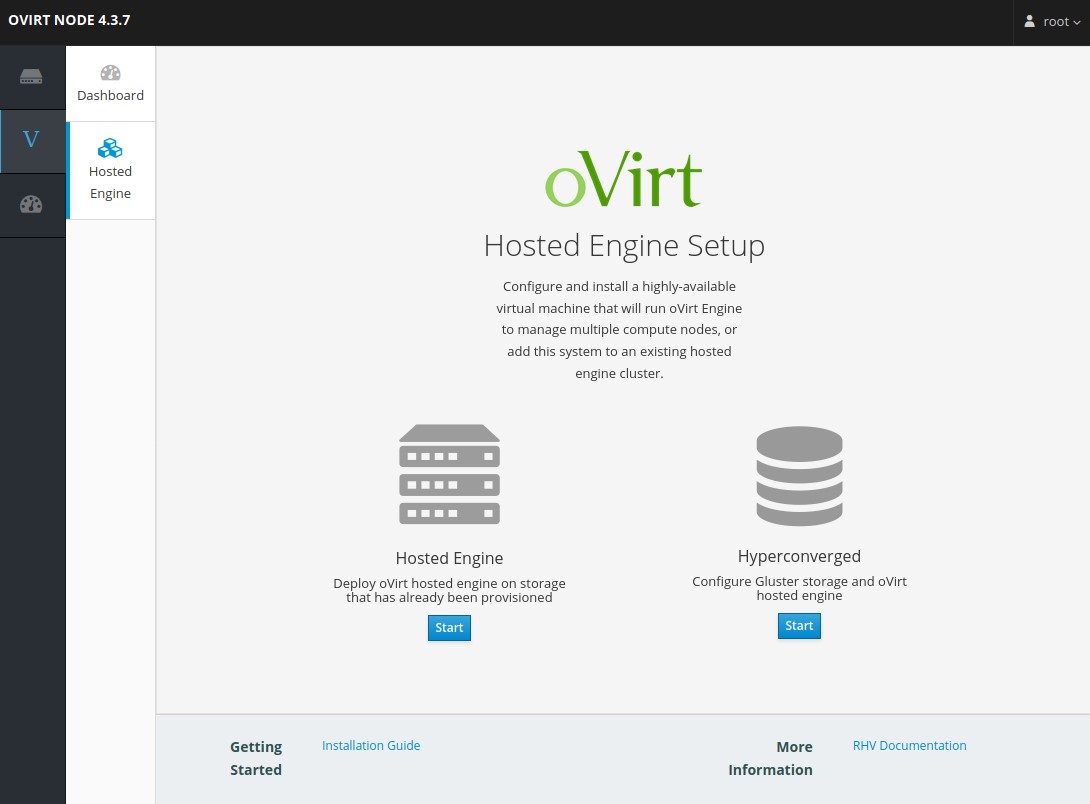 OVIRT NODE 4.3.7
root
V
Dashboard
Hosted
Engine
oVirt
Hosted Engine Setup
Configure and install a highly-available
virtual machine that will run oVirt Engine
to manage multiple compute nodes, or
add this system to an existing hosted
engine cluster.
Hosted Engine
Deploy oVirt hosted engine on storage
that has already been provisioned
Start
Hyperconverged
Configure Gluster storage and oVirt
hosted engine
Start
Getting
Started
Installation Guide
More
Information
RHV Documentation